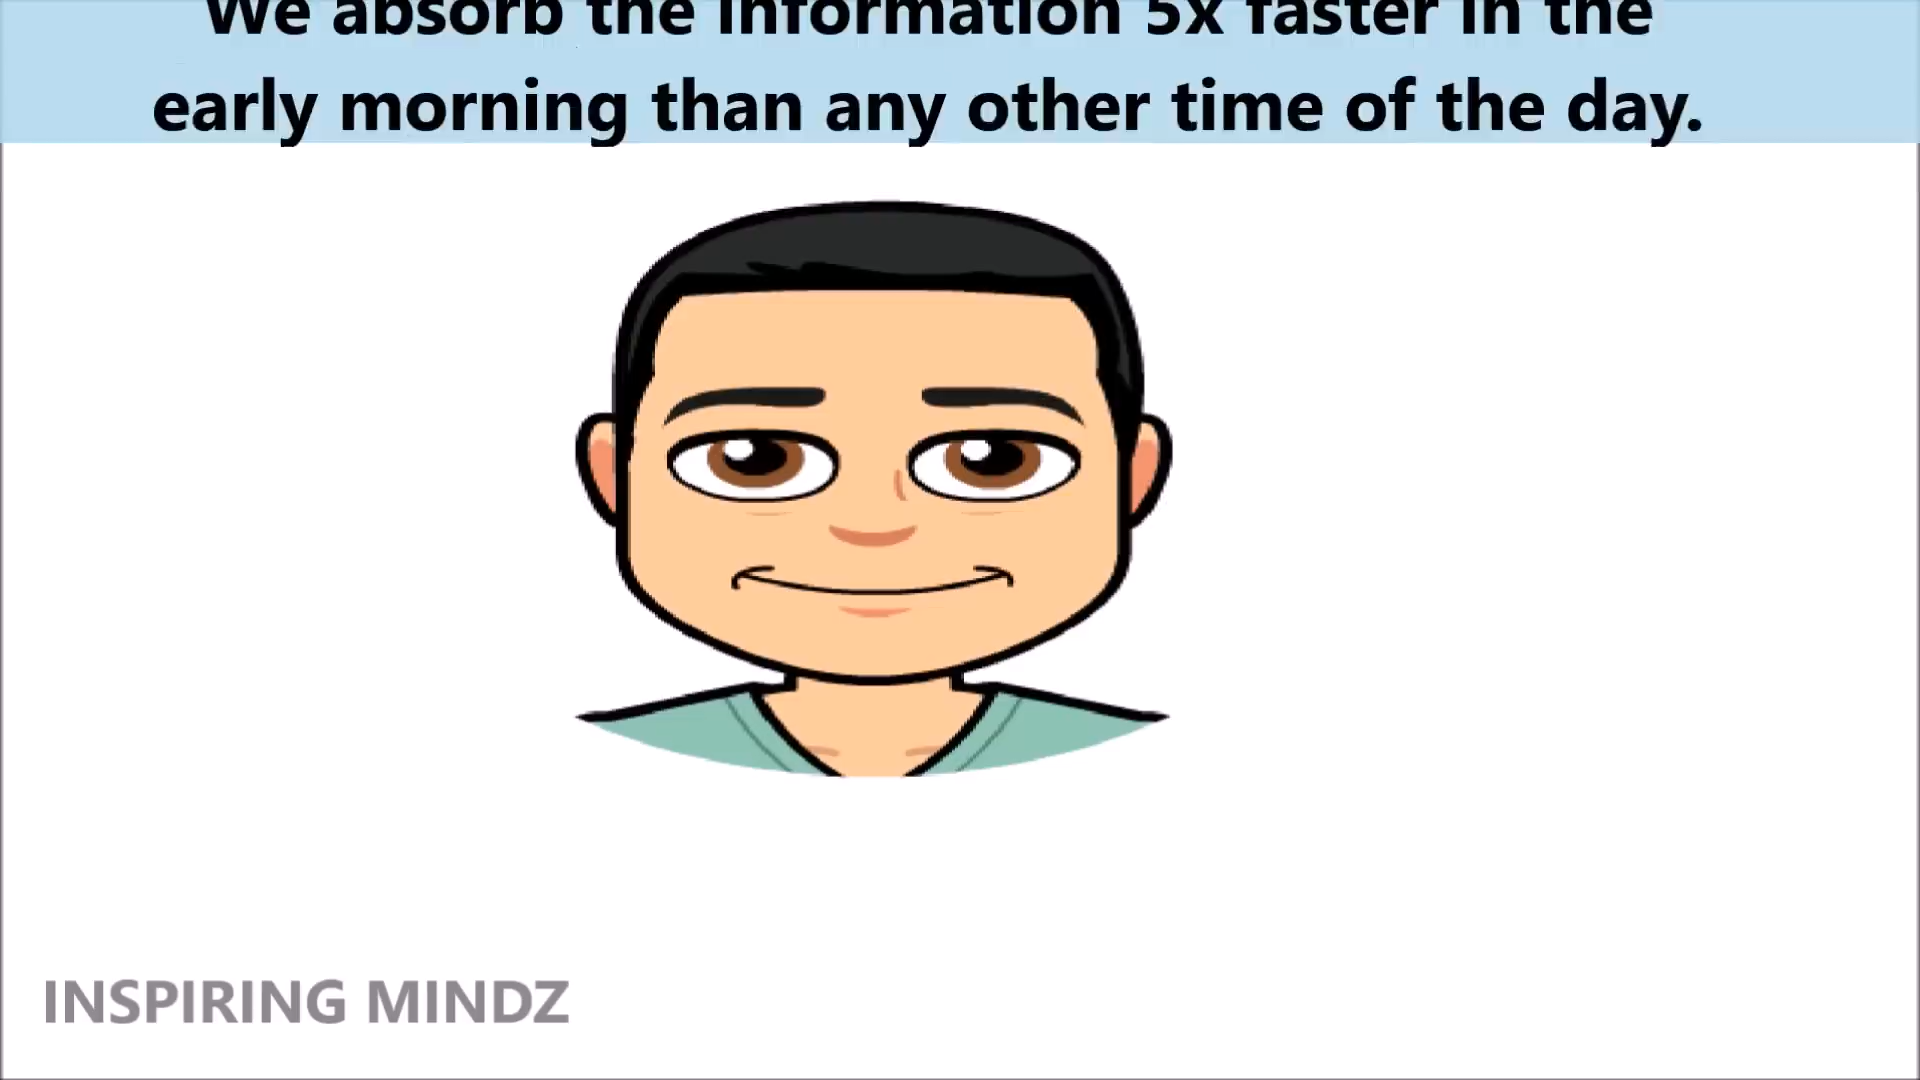 We absorb the information 5x faster in the
early morning than any other time of the day.
INSPIRING MINDZ